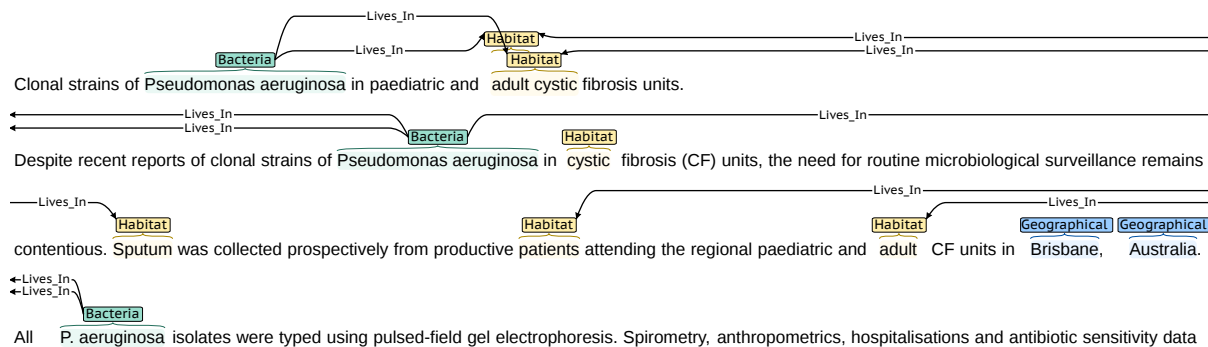 Lives_In
Habitat
Lives_In Lives_In
Bacteria Habitat Lives_In
Clonal strains of Pseudomonas aeruginosa in paediatric and adult cystic fibrosis units.
Lives_In Lives_In
Lives_In
Bacteria Habitat
Despite recent reports of clonal strains of Pseudomonas aeruginosa in cystic fibrosis (CF) units, the need for routine microbiological surveillance remains
Lives_In
Lives_In Lives_In
Habitat Habitat Habitat Geographical Geographical
contentious. Sputum was collected prospectively from productive patients attending the regional paediatric and adult CF units in Brisbane, Australia.
Lives_In
Lives_In
Bacteria
All P. aeruginosa isolates were typed using pulsed-field gel electrophoresis. Spirometry, anthropometrics, hospitalisations and antibiotic sensitivity data